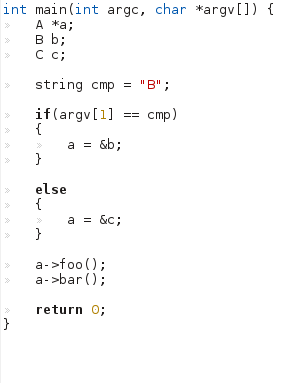 int main(int argc, char *argv[]) {
» A *a;
» B b;
» C c;
» string cmp = "B";
» if(argv[1] == cmp)
» {
» » a = &b;
» }
» else
» {
» » a = &c;
» }
» a->foo();
» a->bar();
» return 0;
}